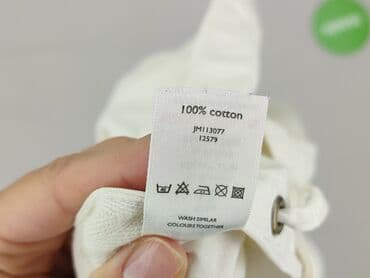 100% cotton
JM113077
12579
WASH SIMILAR
COLOURS TOGETHER